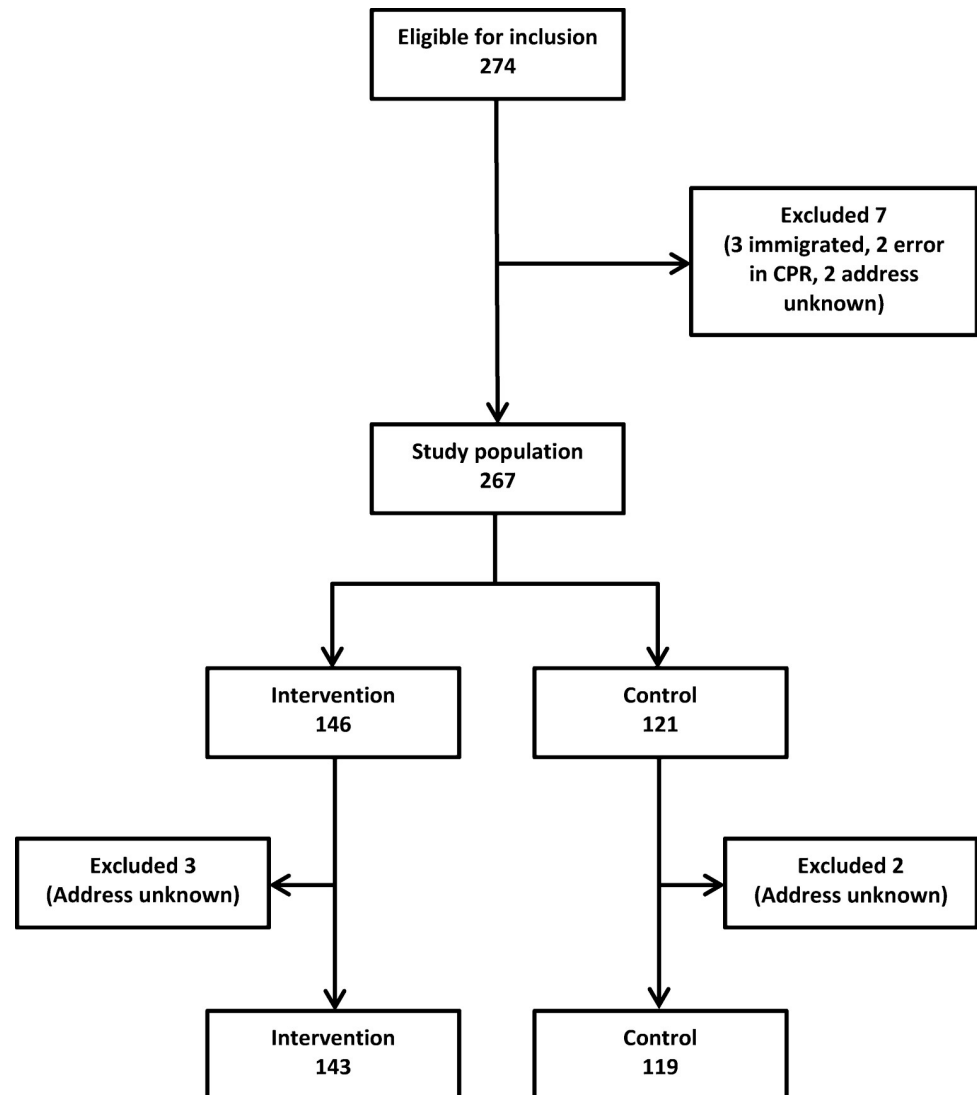 Eligible for inclusion
274
Excluded 7
(3 immigrated, 2 error
in CPR, 2 address
unknown)
Study population
267
Intervention
146
Control
121
Excluded 3
(Address unknown)
Excluded 2
(Address unknown)
Intervention
143
Control
119